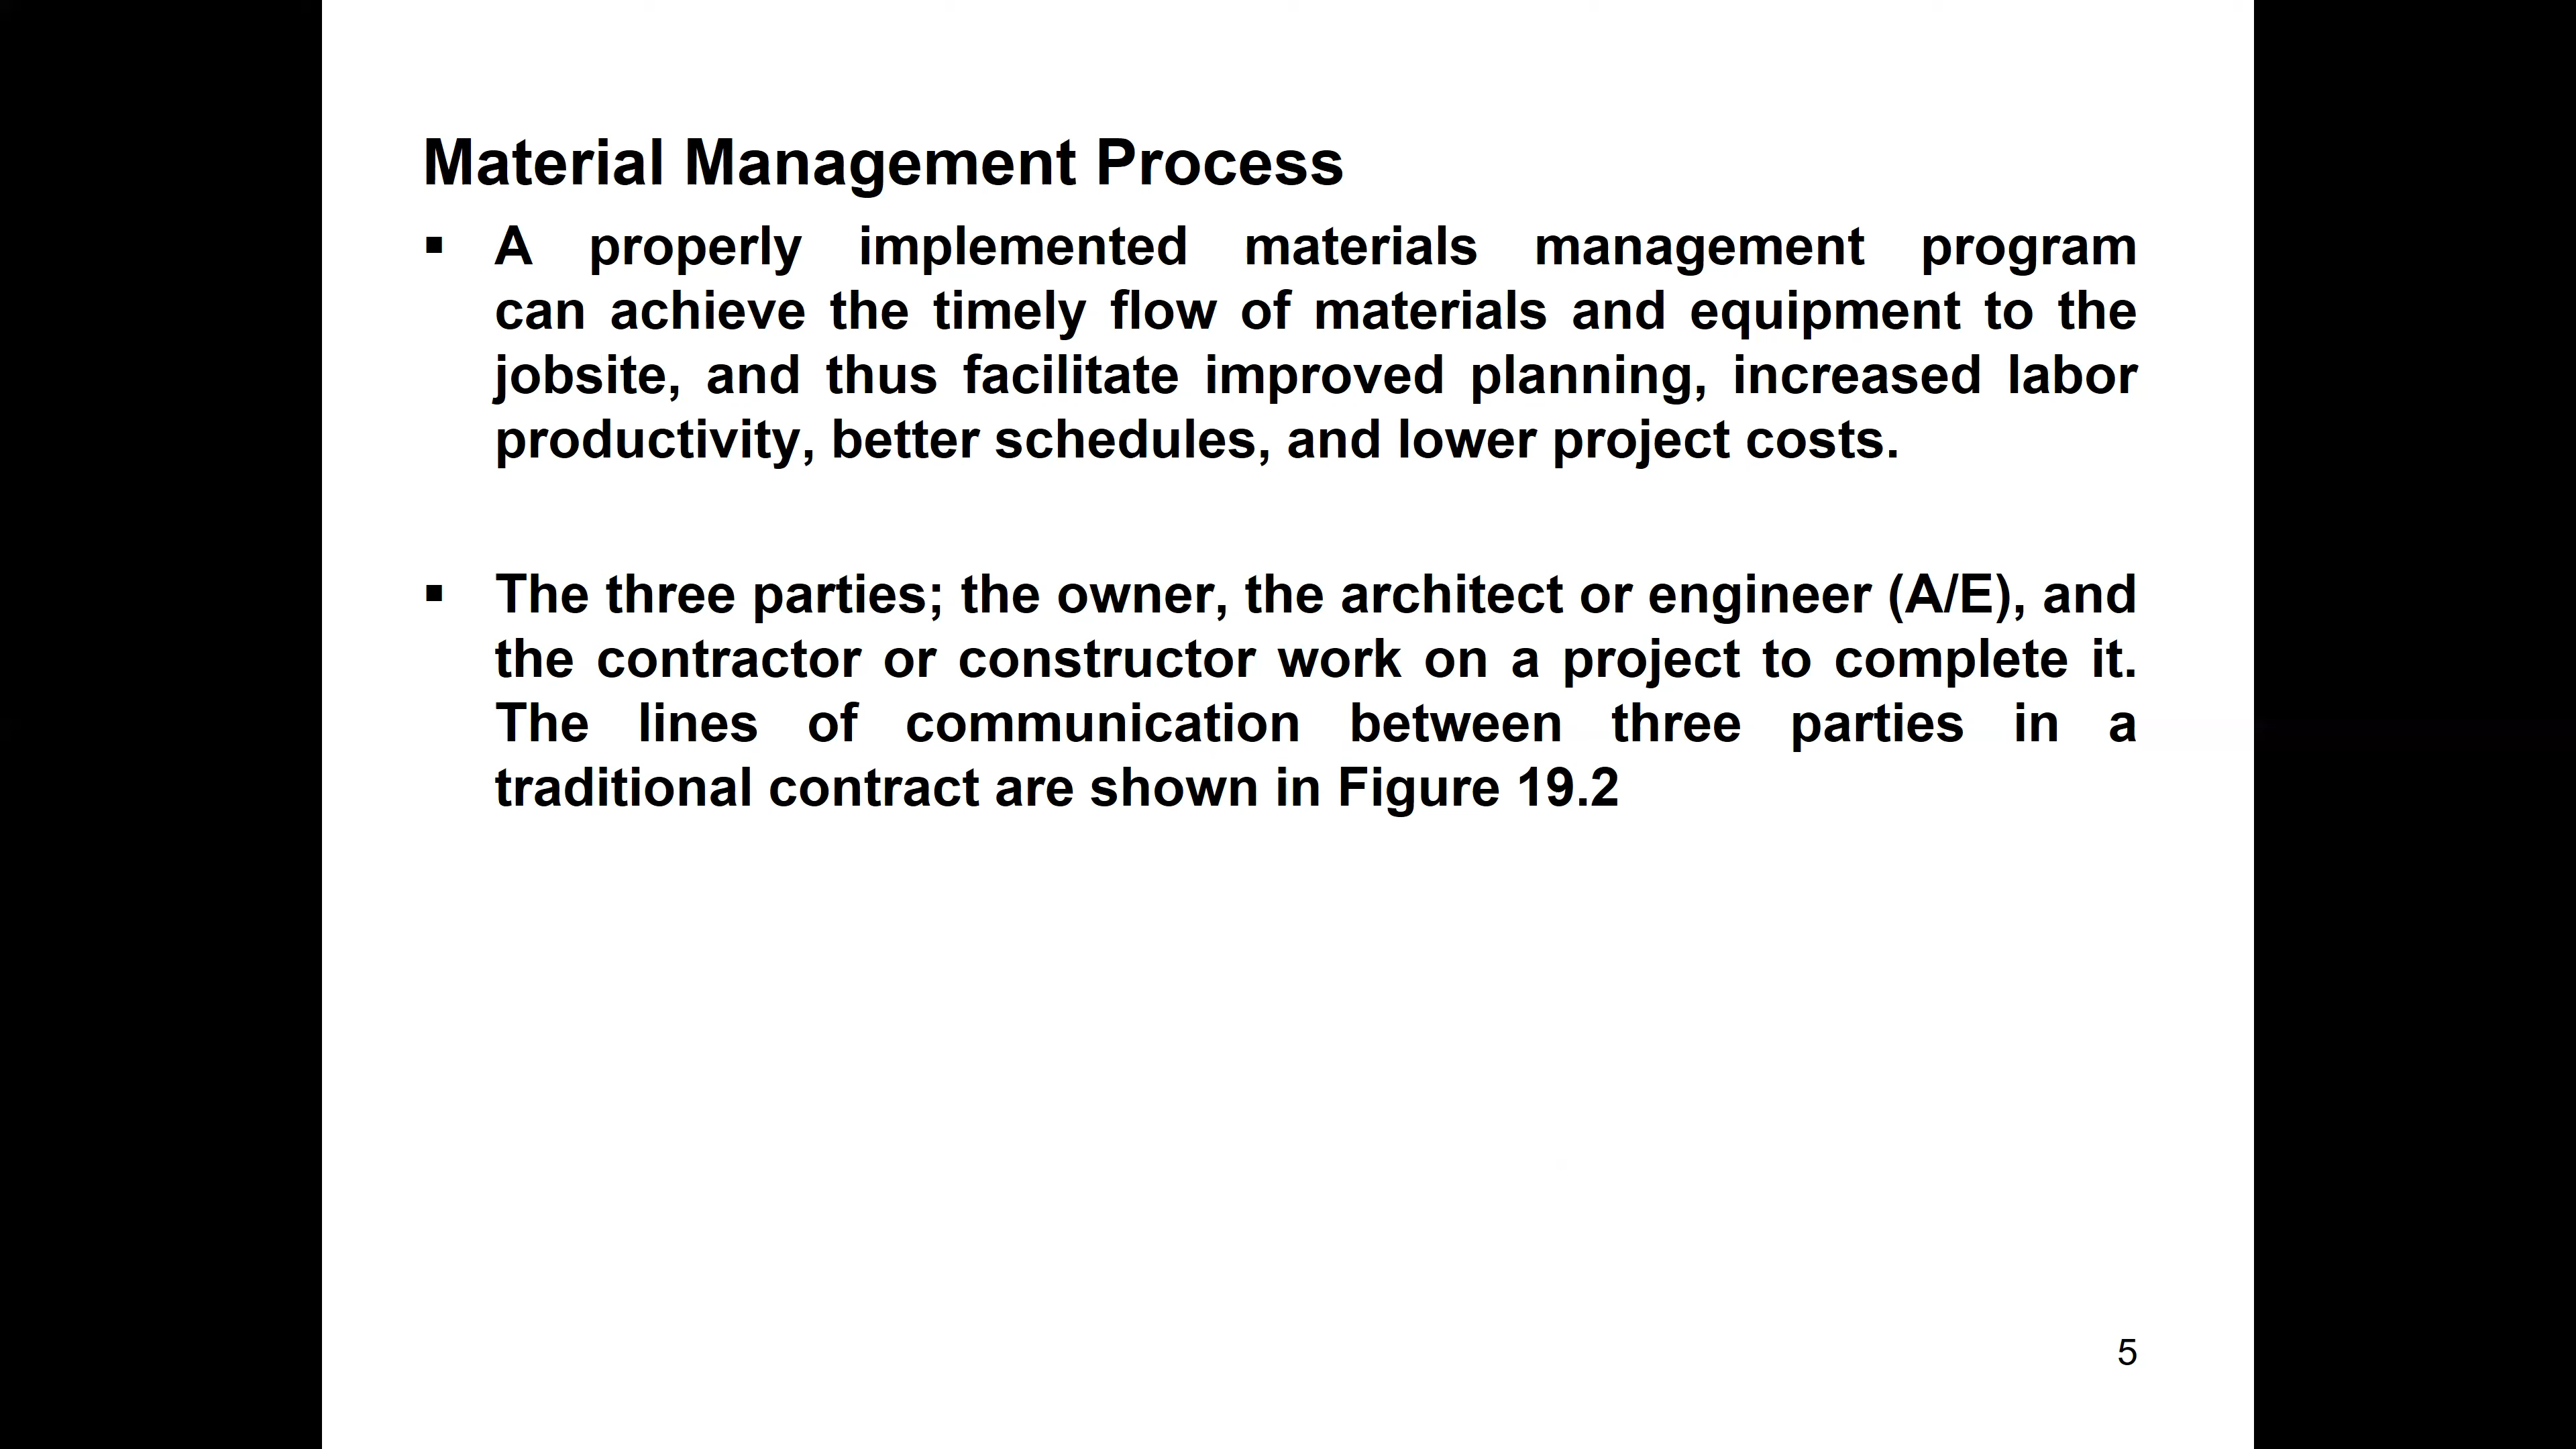 Material Management Process
▪ A properly implemented materials management program
can achieve the timely flow of materials and equipment to the
jobsite, and thus facilitate improved planning, increased labor
productivity, better schedules, and lower project costs.
▪ The three parties; the owner, the architect or engineer (A/E), and
the contractor or constructor work on a project to complete it.
The lines of communication between three parties in a
traditional contract are shown in Figure 19.2
5